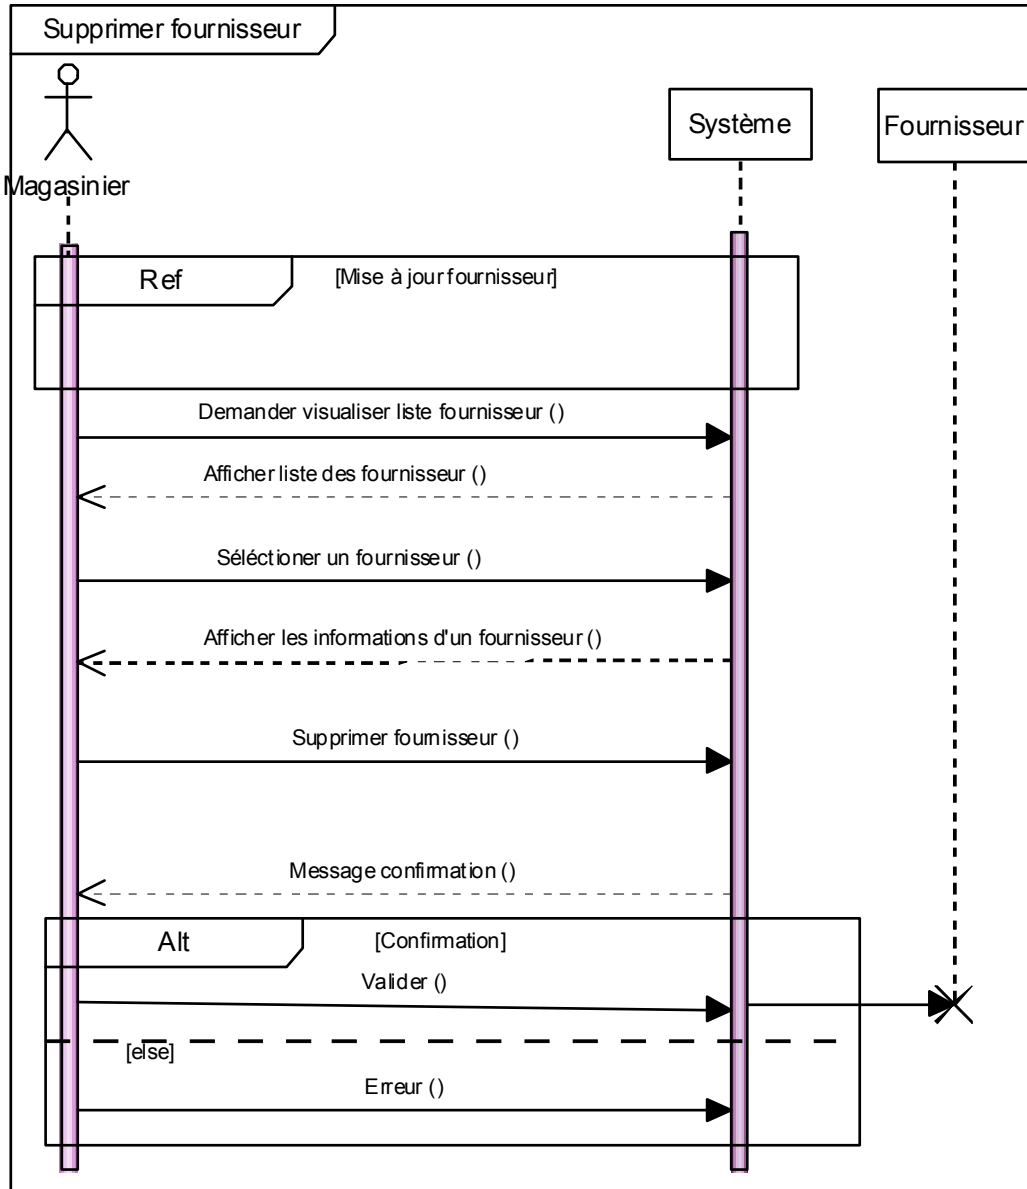 Supprimer fournisseur
Système
Fournisseur
Magasinier
Ref
[Mise à jour fournisseur]
Demander visualiser liste fournisseur ()
Afficher liste des fournisseur ()
Séléctioner un fournisseur ()
Afficher les informations d'un fournisseur ()
Supprimer fournisseur ()
Message confirmation ()
Alt
[Confirmation]
Valider ()
[else]
Erreur ()